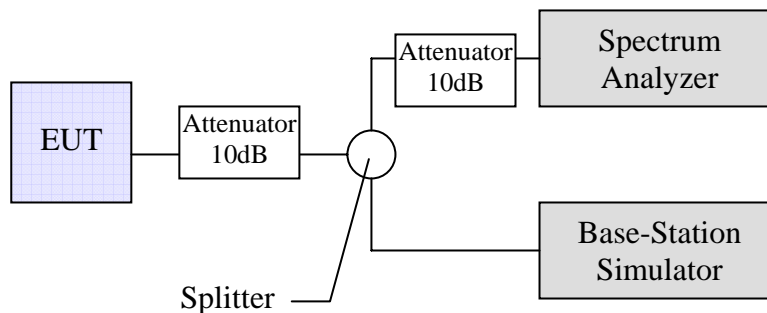 Attenuator
10dB
Spectrum
Analyzer
EUT
Attenuator
10dB
Base-Station
Simulator
Splitter